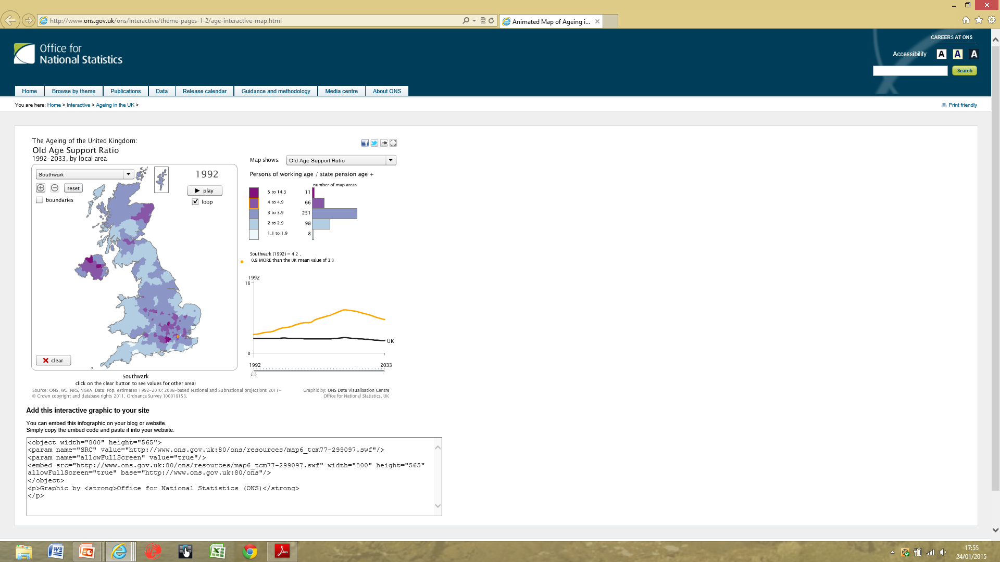 http://www.ons.gov.uk/ons/interactive/theme-pages-1-2/age-interactive-map.html
Animated Map of Ageing i...
CAREERS AT ONS
Office for
National Statistics
Accessibility A A A
Search
Home Browse by theme Publications Data Release calendar Guidance and methodology Media centre About ONS
You are here: Home > Interactive > Ageing in the UK >
Print friendly
The Ageing of the United Kingdom:
Old Age Support Ratio
1992-2033, by local area
Map shows: Old Age Support Ratio
Southwark
1992
reset
play
boundaries
loop
Persons of working age / state pension age +
number of map areas
5 to 14.3 11
4 to 4.9 66
3 to 3.9 251
2 to 2.9 98
1.1 to 1.9 8
Southwark (1992) = 4.2 .
0.9 MORE than the UK mean value of 3.3
1992
16
UK
0
1992 2033
clear
Southwark
click on the clear button to see values for other areas
Source: ONS, WG, NRS, NISRA. Data: Pop. estimates 1992-2010; 2008-based National and Subnational projections 2011-
© Crown copyright and database rights 2011. Ordnance Survey 100019153.
Graphic by: ONS Data Visualisation Centre
Office for National Statistics, UK
Add this interactive graphic to your site
You can embed this infographic on your blog or website.
Simply copy the embed code and paste it into your website.
<object width="800" height="565">
<param name="SRC" value="http://www.ons.gov.uk:80/ons/resources/map6_tcm77-299097.swf"/>
<param name="allowFullScreen" value="true"/>
<embed src="http://www.ons.gov.uk:80/ons/resources/map6_tcm77-299097.swf" width="800" height="565"
allowFullScreen="true" base="http://www.ons.gov.uk:80/ons"/>
</object>
<p>Graphic by <strong>Office for National Statistics (ONS)</strong>
</p>
17:55
24/01/2015